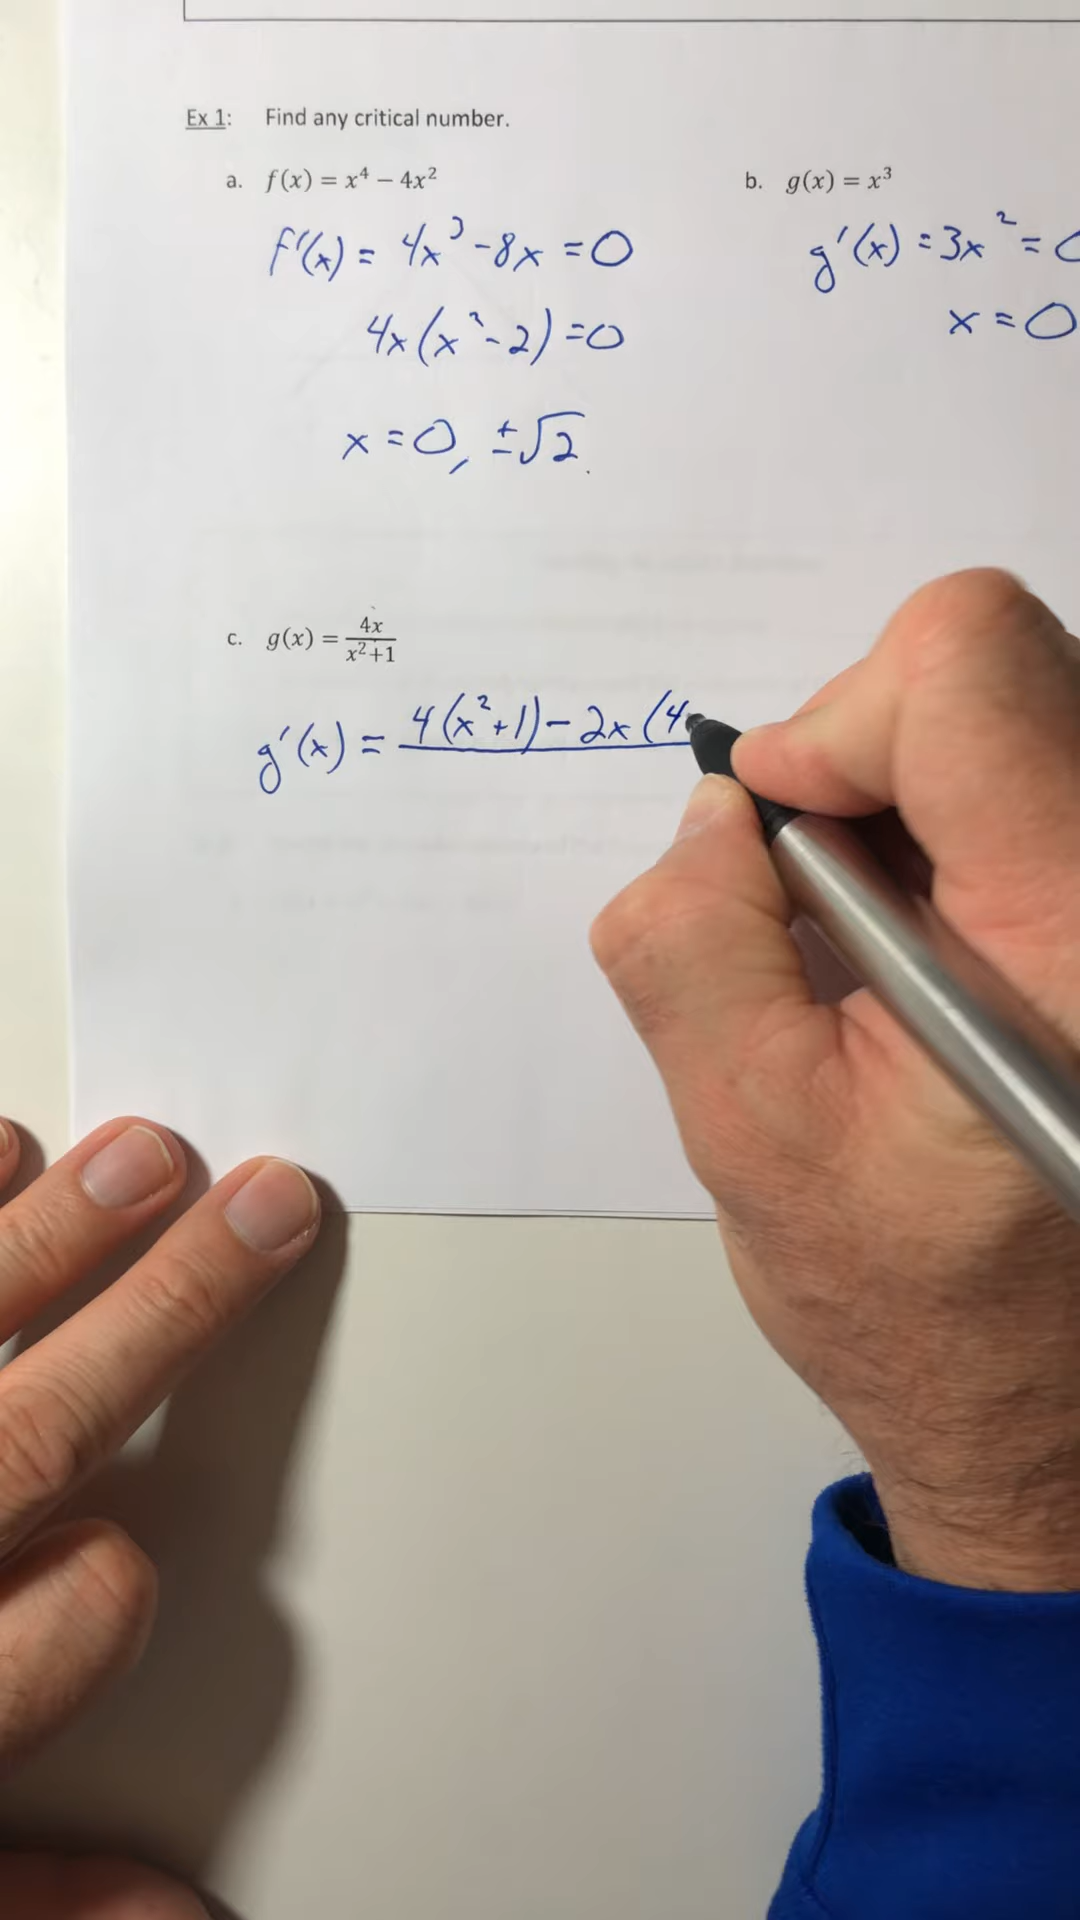 Ex 1: Find any critical number.
a. f(x) = x⁴ − 4x²
f'(x) = 4x³ - 8x = 0
4x(x² - 2) = 0
x = 0, ±√2
b. g(x) = x³
g'(x) = 3x² = 0
x = 0
c. g(x) = 4x/(x²+1)
g'(x) = 4(x²+1) - 2x(4